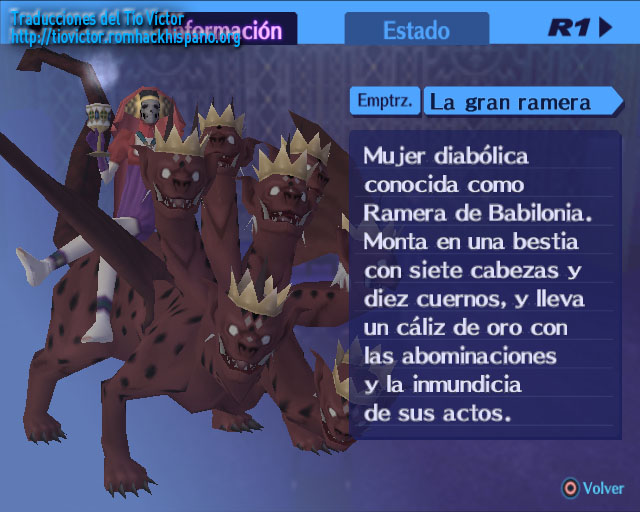 Traducciones del Tio Victor
Información
http://tiovictor.romhackhispano.org
Estado
R1
Emptrz.
La gran ramera
Mujer diabólica
conocida como
Ramera de Babilonia.
Monta en una bestia
con siete cabezas y
diez cuernos, y lleva
un cáliz de oro con
las abominaciones
y la inmundicia
de sus actos.
Volver